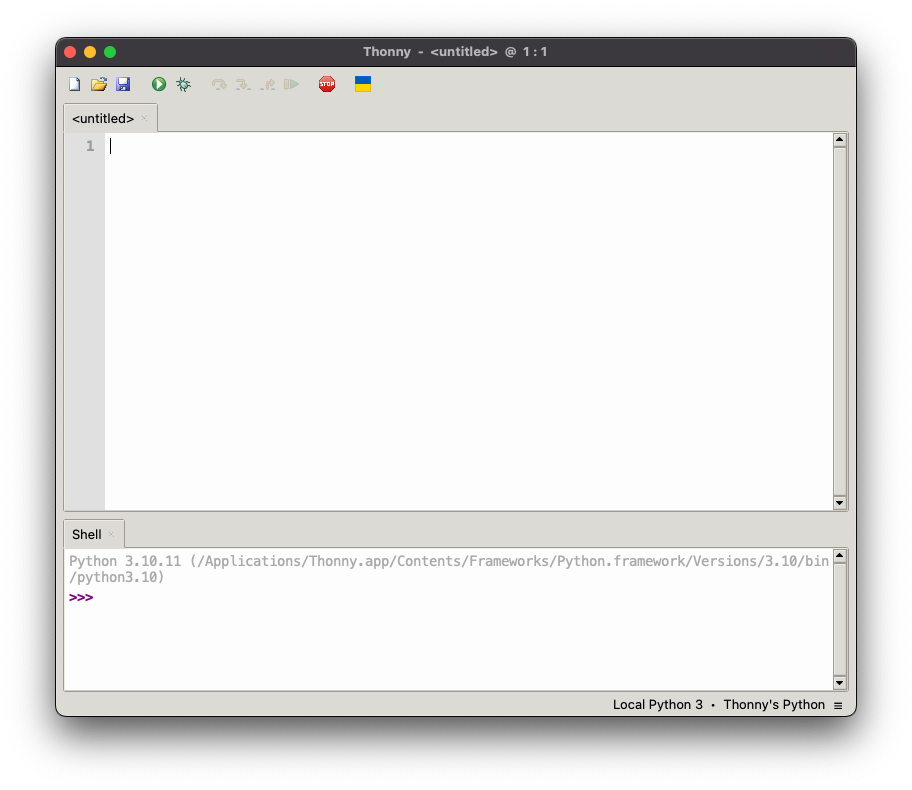 Thonny - <untitled> @ 1:1
STOP
<untitled>
1
Shell
Python 3.10.11 (/Applications/Thonny.app/Contents/Frameworks/Python.framework/Versions/3.10/bin
/python3.10)
>>>
Local Python 3 • Thonny's Python ≡